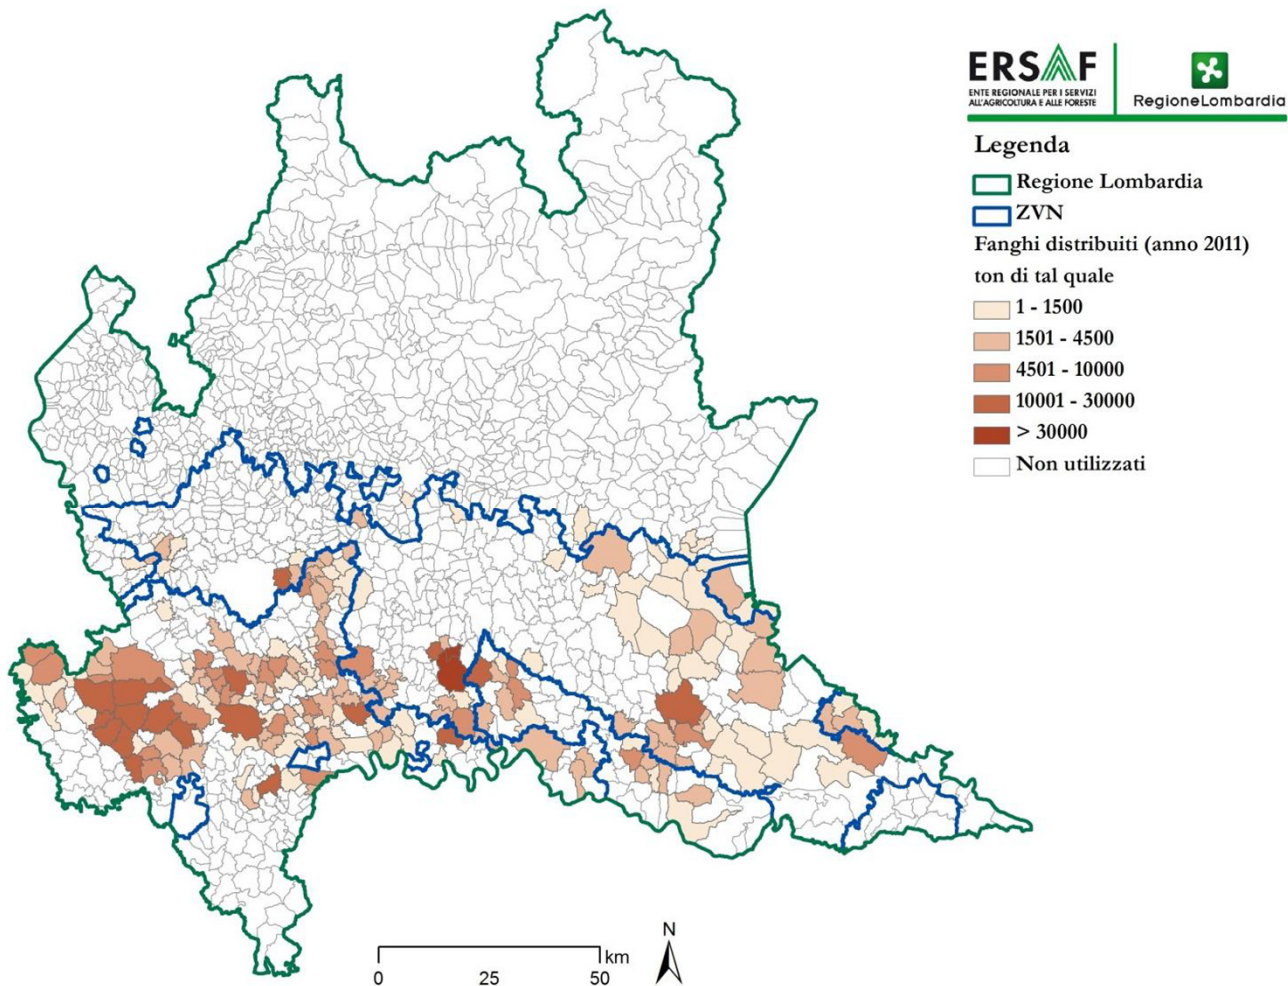 ERSAF
ENTE REGIONALE PER I SERVIZI
ALL'AGRICOLTURA E ALLE FORESTE
RegioneLombardia
Legenda
Regione Lombardia
ZVN
Fanghi distribuiti (anno 2011)
ton di tal quale
1 - 1500
1501 - 4500
4501 - 10000
10001 - 30000
> 30000
Non utilizzati
N
km
0 25 50